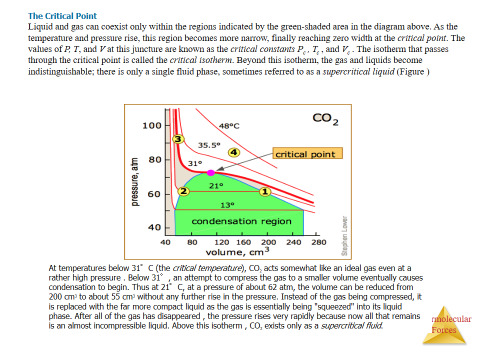 The Critical Point
Liquid and gas can coexist only within the regions indicated by the green-shaded area in the diagram above. As the
temperature and pressure rise, this region becomes more narrow, finally reaching zero width at the critical point. The
values of P, T, and V at this juncture are known as the critical constants Pc , Tc , and Vc . The isotherm that passes
through the critical point is called the critical isotherm. Beyond this isotherm, the gas and liquids become
indistinguishable; there is only a single fluid phase, sometimes referred to as a supercritical liquid (Figure )
CO2
48°C
100
3
35.5°
4
critical point
80
31°
pressure, atm
21°
60
2
1
13°
condensation region
40
40 80 120 160 200 240 280
volume, cm3
Stephen Lower
At temperatures below 31° C (the critical temperature), CO2 acts somewhat like an ideal gas even at a
rather high pressure . Below 31° , an attempt to compress the gas to a smaller volume eventually causes
condensation to begin. Thus at 21° C, at a pressure of about 62 atm, the volume can be reduced from
200 cm3 to about 55 cm3 without any further rise in the pressure. Instead of the gas being compressed, it
is replaced with the far more compact liquid as the gas is essentially being "squeezed" into its liquid
phase. After all of the gas has disappeared , the pressure rises very rapidly because now all that remains
is an almost incompressible liquid. Above this isotherm , CO2 exists only as a supercritical fluid.
molecular
Forces